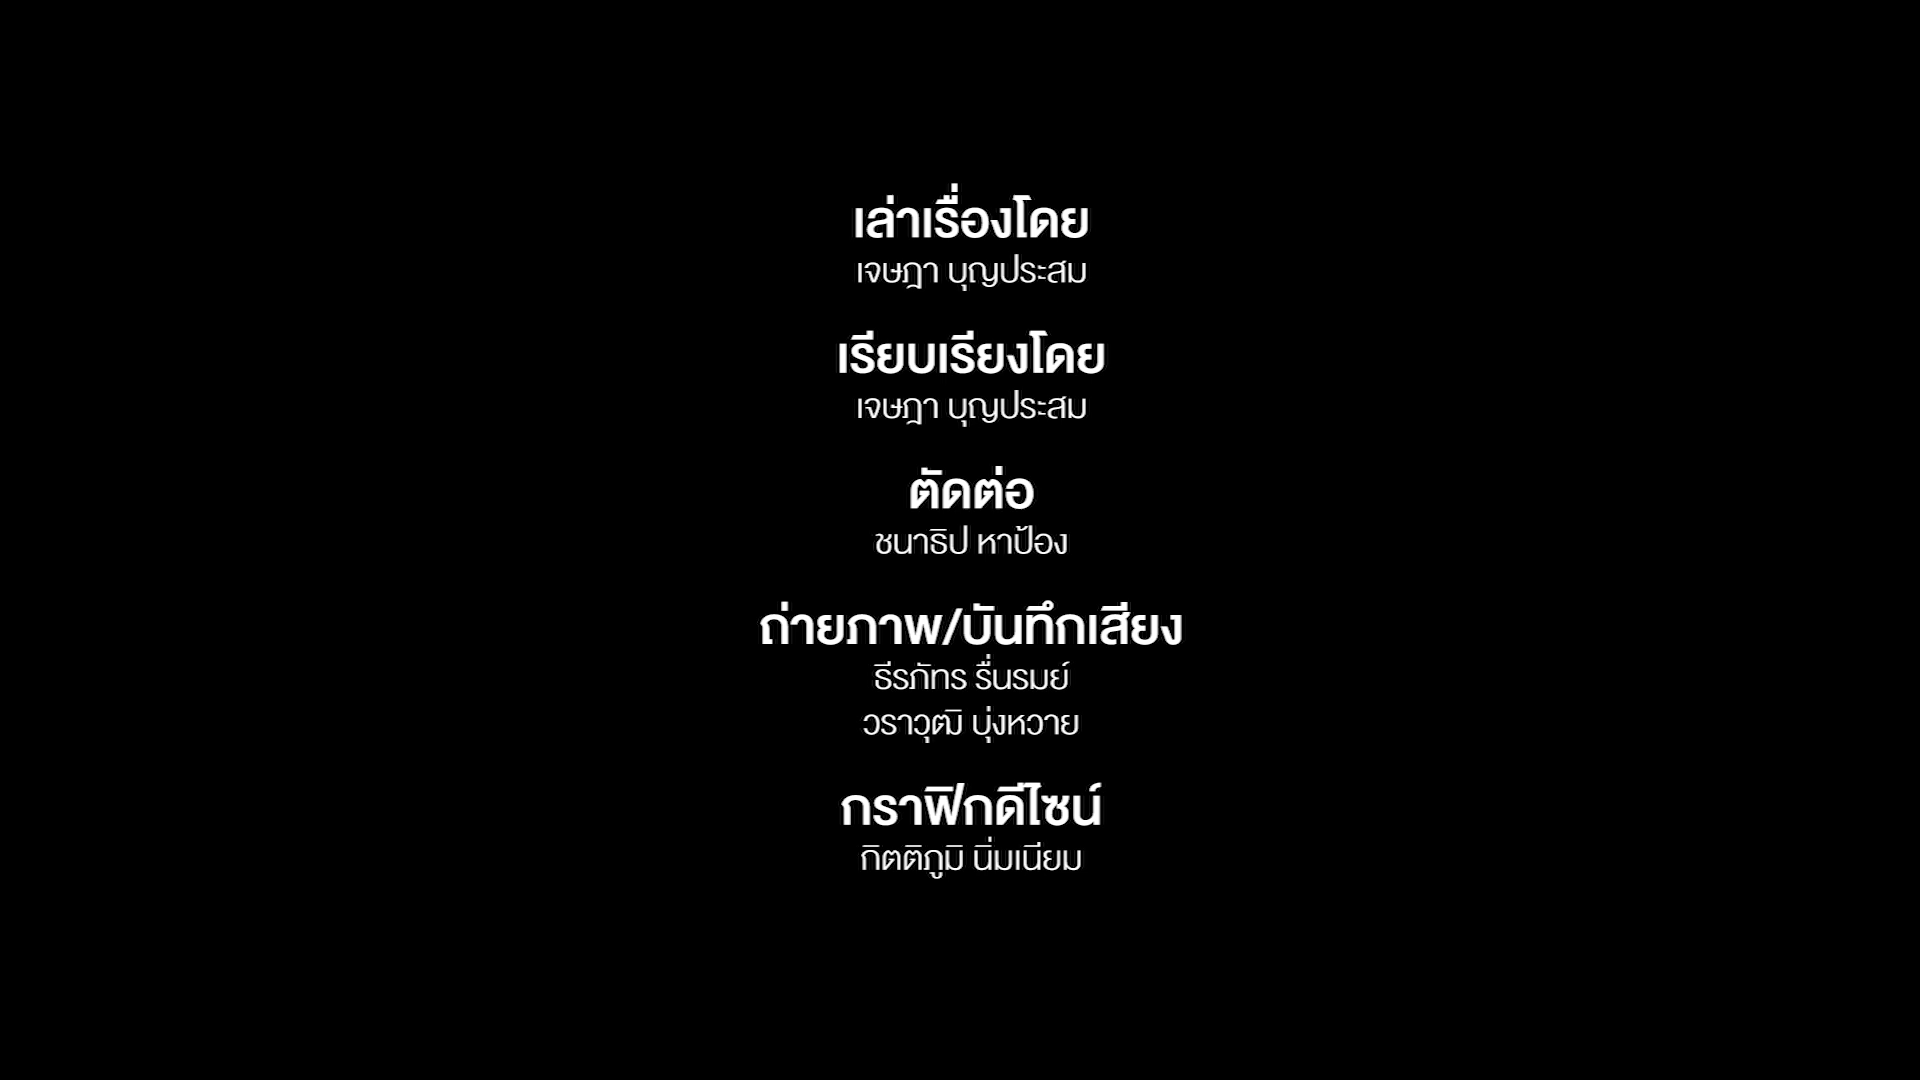 เล่าเรื่องโดย
เจษฎา บุญประสม
เรียบเรียงโดย
เจษฎา บุญประสม
ตัดต่อ
ชนาธิป หาป้อง
ถ่ายภาพ/บันทึกเสียง
ธีรภัทร รื่นรมย์
วราวุฒิ บุ่งหวาย
กราฟิกดีไซน์
กิตติภูมิ นิ่มเนียม